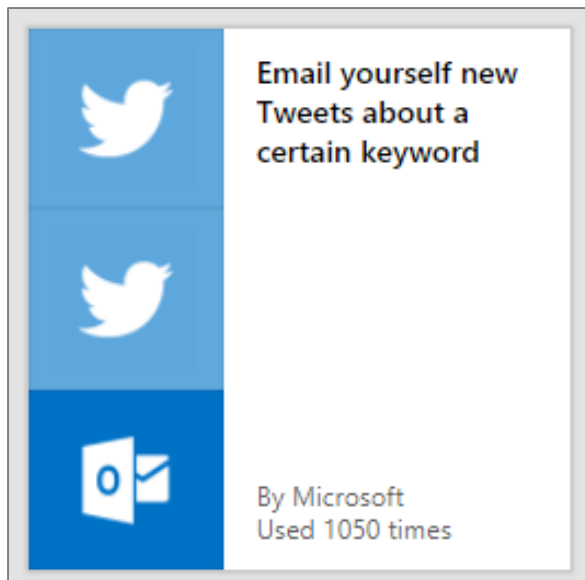 Email yourself new
Tweets about a
certain keyword
By Microsoft
Used 1050 times